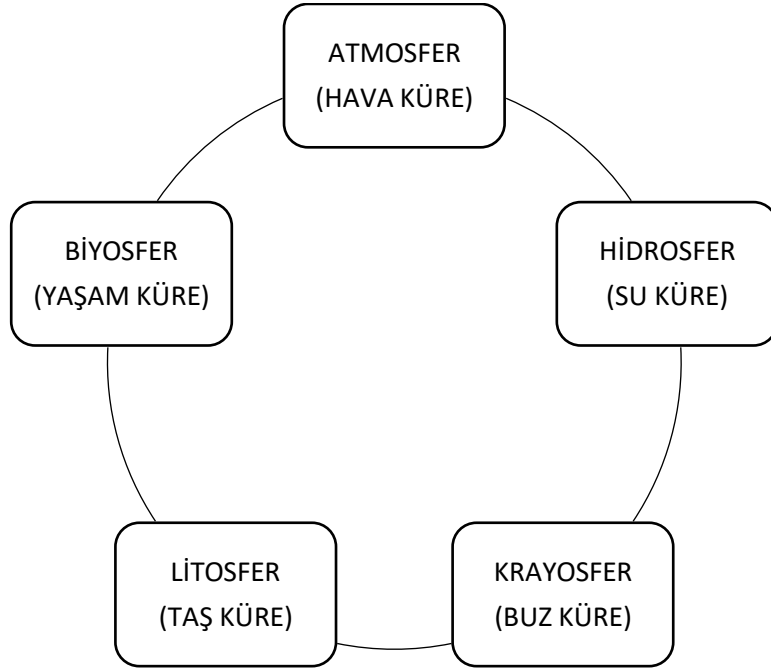 ATMOSFER
(HAVA KÜRE)
HİDROSFER
(SU KÜRE)
KRAYOSFER
(BUZ KÜRE)
LİTOSFER
(TAŞ KÜRE)
BİYOSFER
(YAŞAM KÜRE)